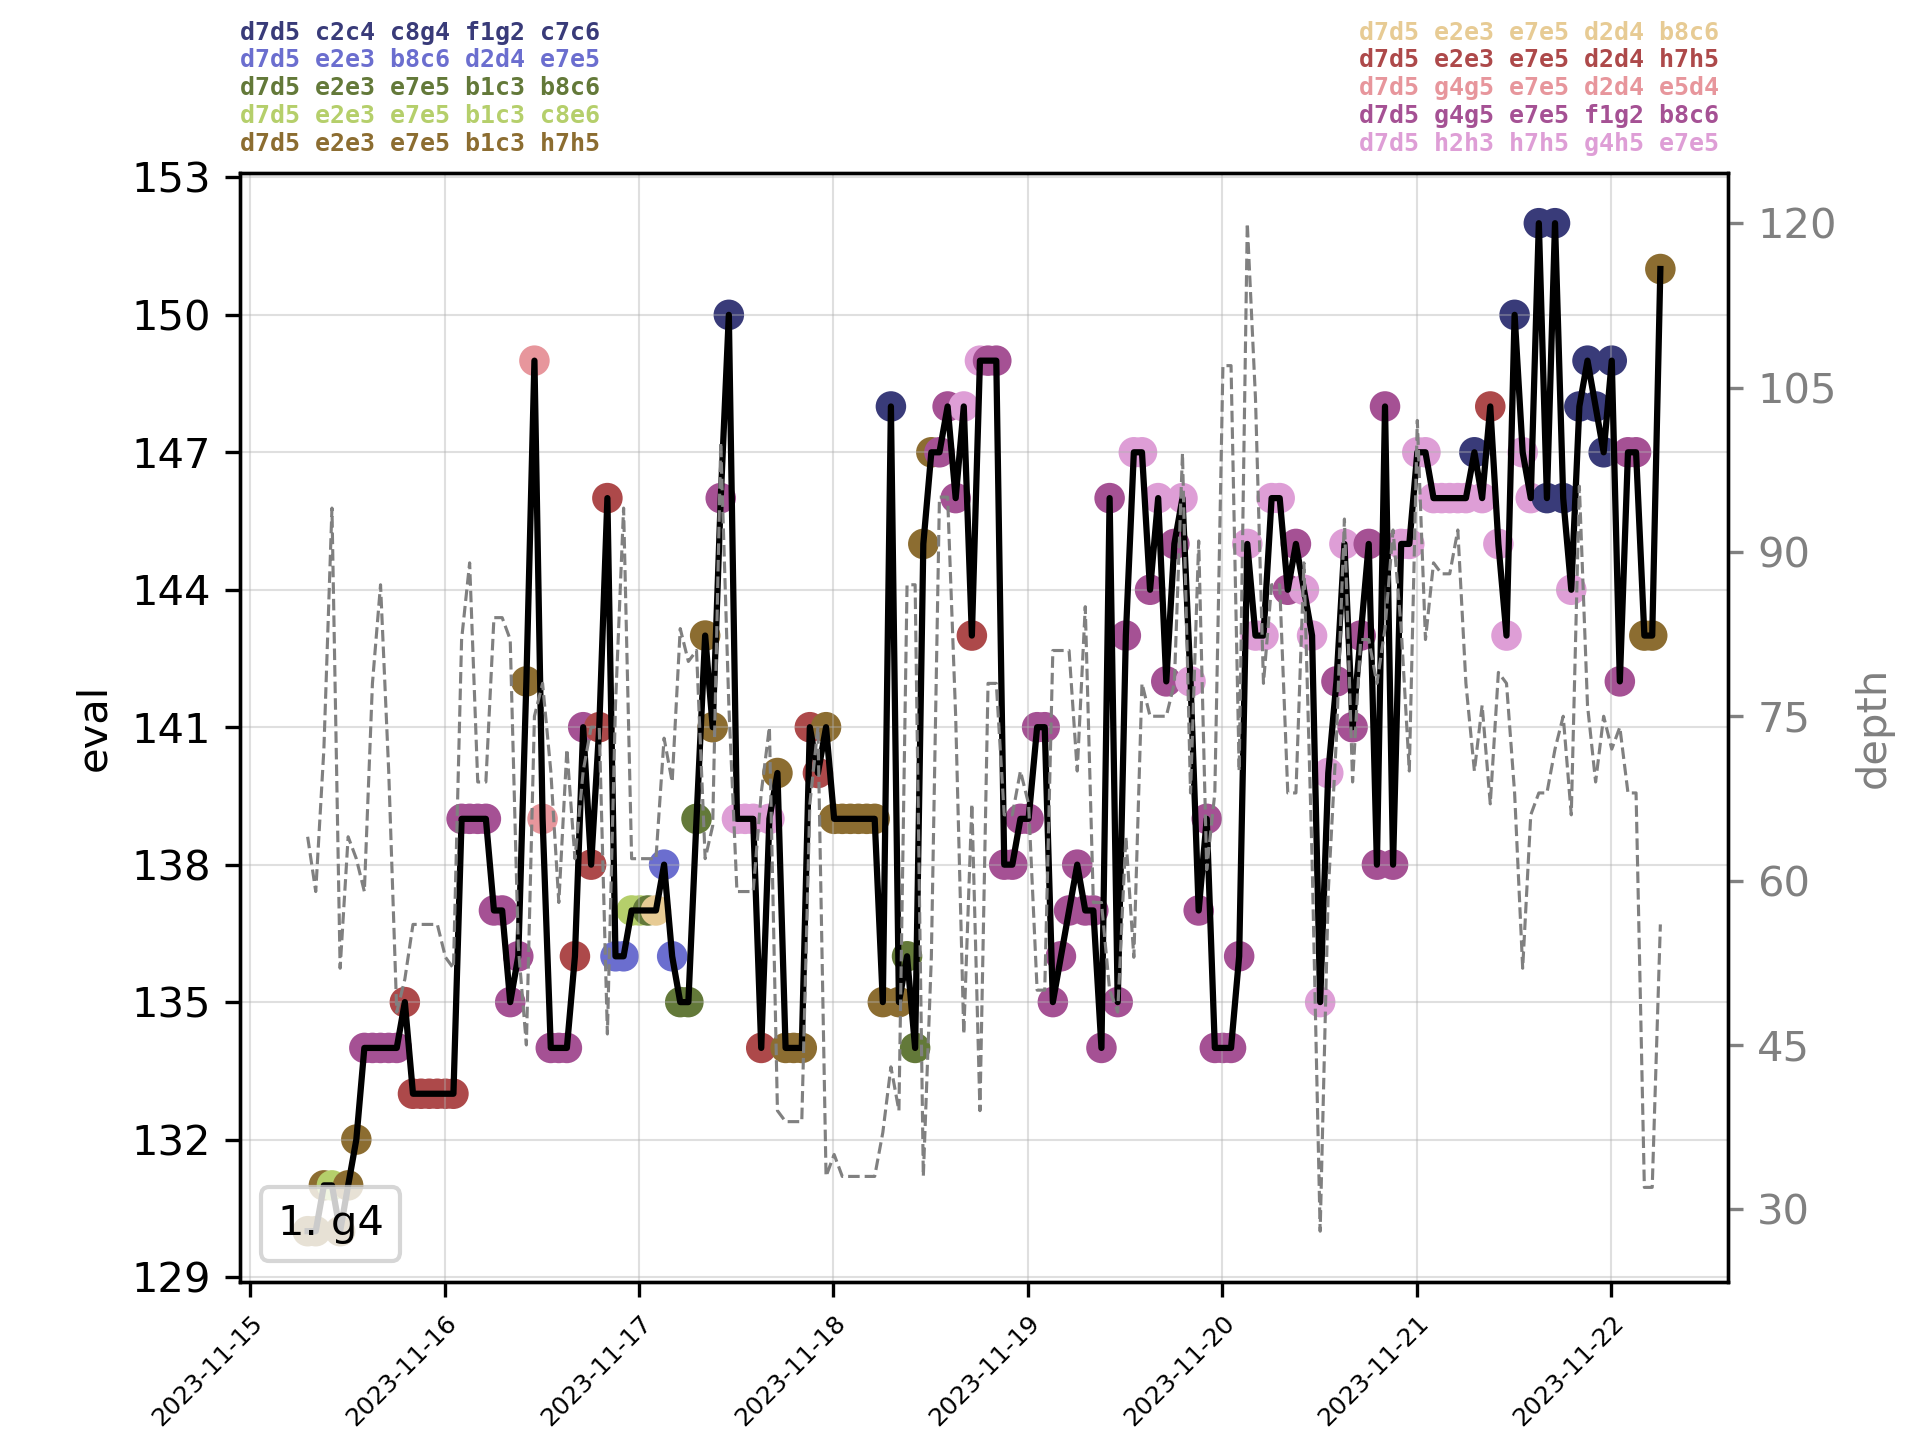 d7d5 c2c4 c8g4 f1g2 c7c6
d7d5 e2e3 b8c6 d2d4 e7e5
d7d5 e2e3 e7e5 b1c3 b8c6
d7d5 e2e3 e7e5 b1c3 c8e6
d7d5 e2e3 e7e5 b1c3 h7h5
d7d5 e2e3 e7e5 d2d4 b8c6
d7d5 e2e3 e7e5 d2d4 h7h5
d7d5 g4g5 e7e5 d2d4 e5d4
d7d5 g4g5 e7e5 f1g2 b8c6
d7d5 h2h3 h7h5 g4h5 e7e5
153
150
147
144
141
138
135
132
129
eval
120
105
90
75
60
45
30
depth
1. g4
2023-11-15
2023-11-16
2023-11-17
2023-11-18
2023-11-19
2023-11-20
2023-11-21
2023-11-22